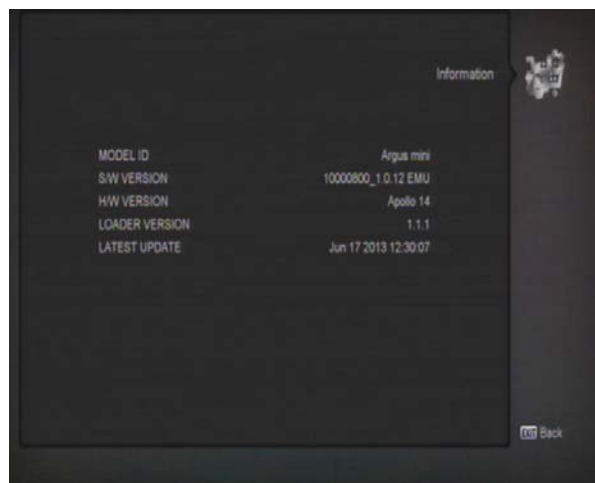 Information
MODEL ID Argus mini
S/W VERSION 10000800_1.0.12 EMU
H/W VERSION Apollo 14
LOADER VERSION 1.1.1
LATEST UPDATE Jun 17 2013 12:30:07
EXIT Back